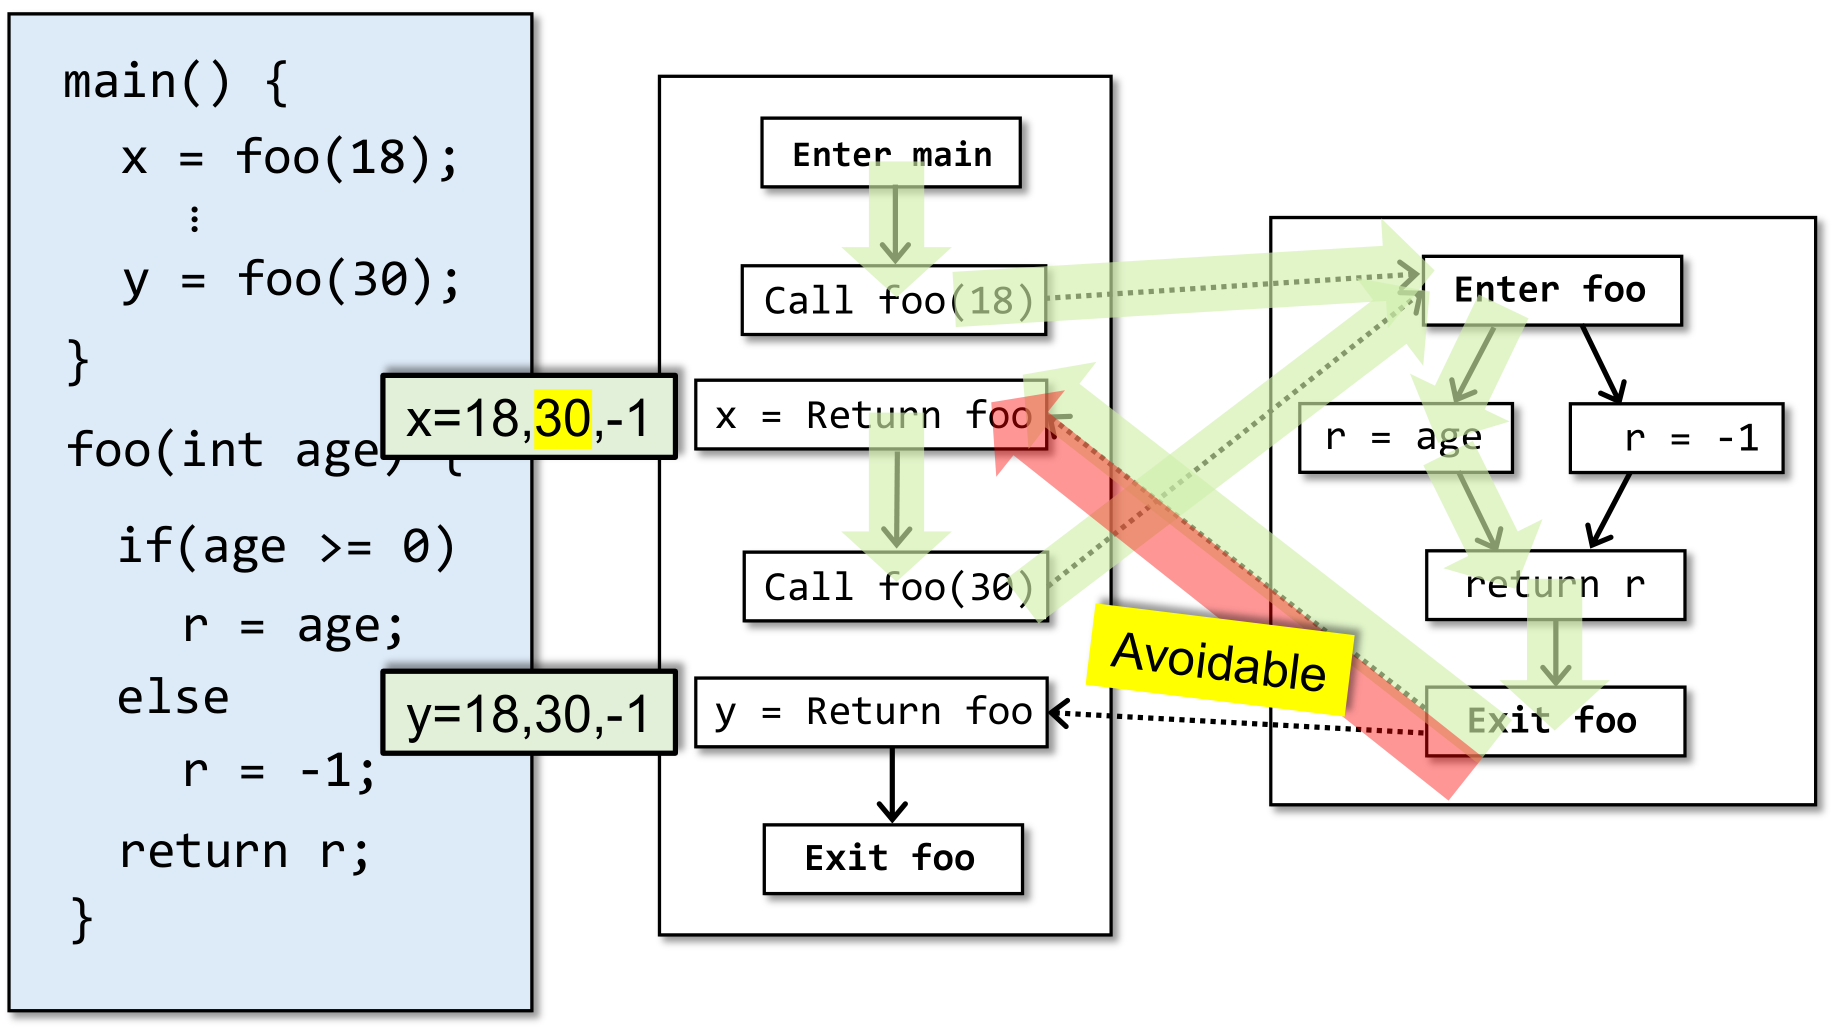 main() {
x = foo(18);
⋮
y = foo(30);
}
foo(int age) {
if(age >= 0)
r = age;
else
r = -1;
return r;
}
x=18,30,-1
y=18,30,-1
Enter main
Call foo(18)
x = Return foo
Call foo(30)
y = Return foo
Exit foo
Avoidable
Enter foo
r = age
r = -1
return r
Exit foo